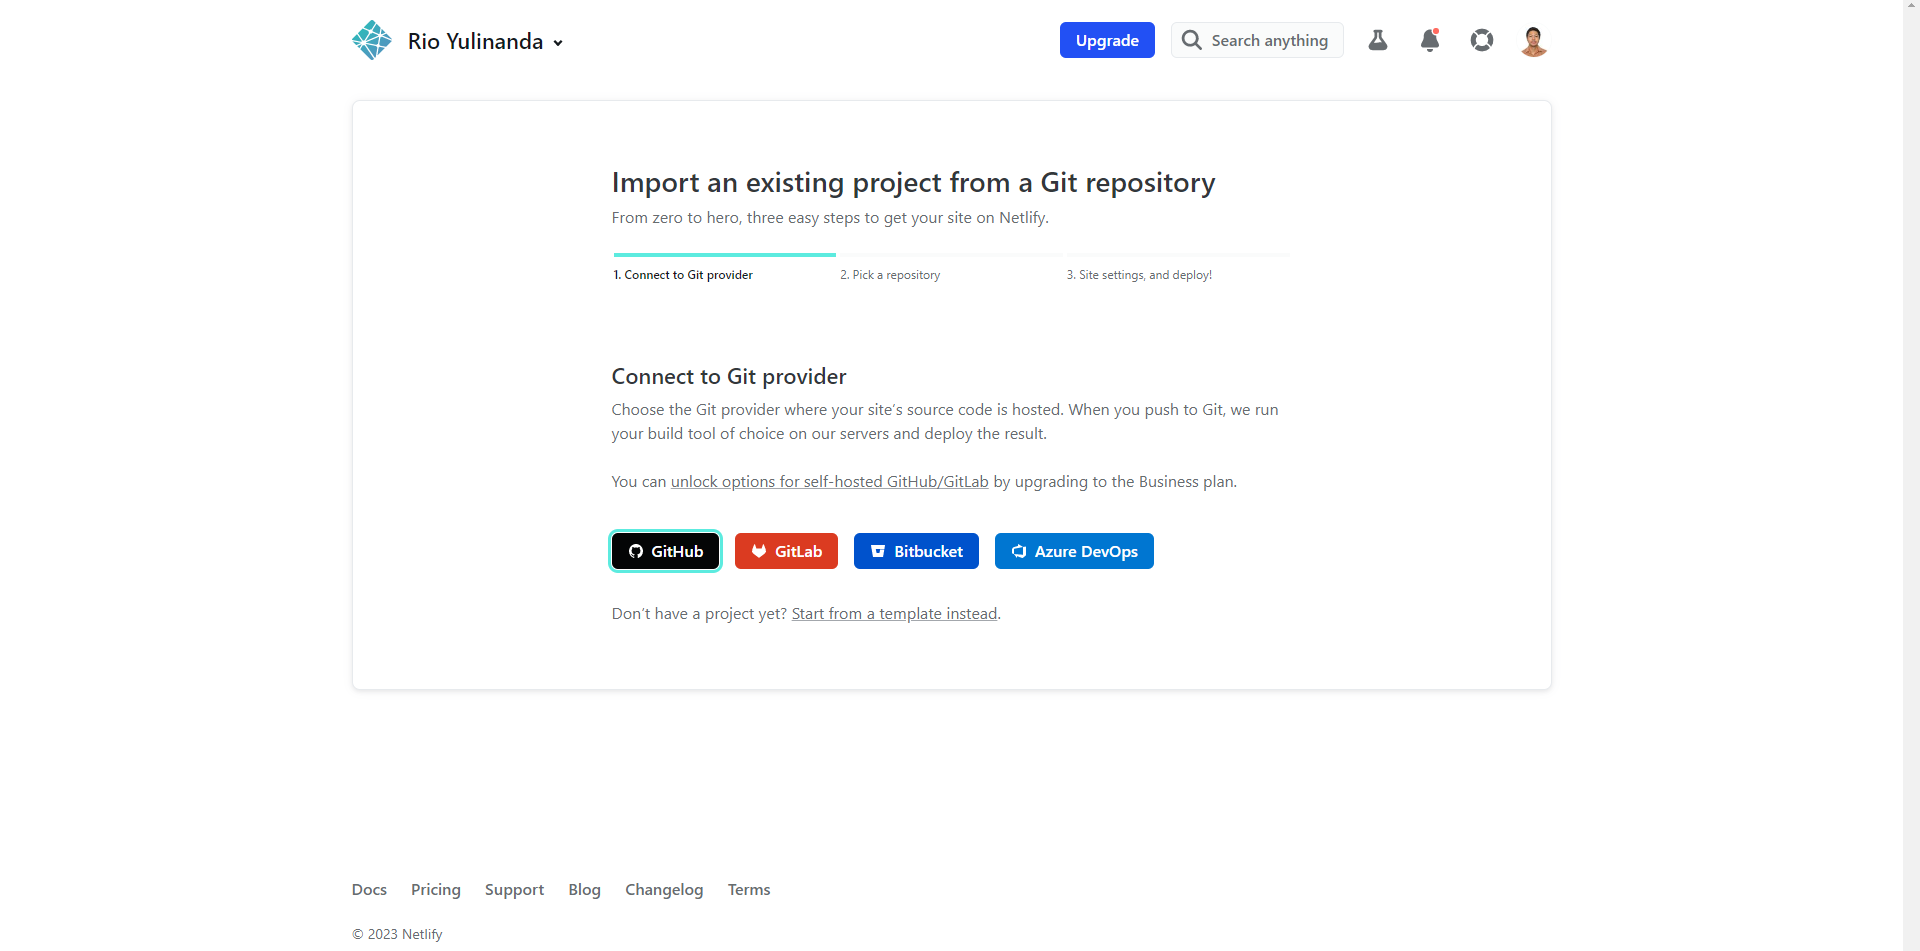 Rio Yulinanda
Upgrade
Search anything
Import an existing project from a Git repository
From zero to hero, three easy steps to get your site on Netlify.
1. Connect to Git provider
2. Pick a repository
3. Site settings, and deploy!
Connect to Git provider
Choose the Git provider where your site’s source code is hosted. When you push to Git, we run
your build tool of choice on our servers and deploy the result.
You can unlock options for self-hosted GitHub/GitLab by upgrading to the Business plan.
GitHub
GitLab
Bitbucket
Azure DevOps
Don’t have a project yet? Start from a template instead.
Docs
Pricing
Support
Blog
Changelog
Terms
© 2023 Netlify